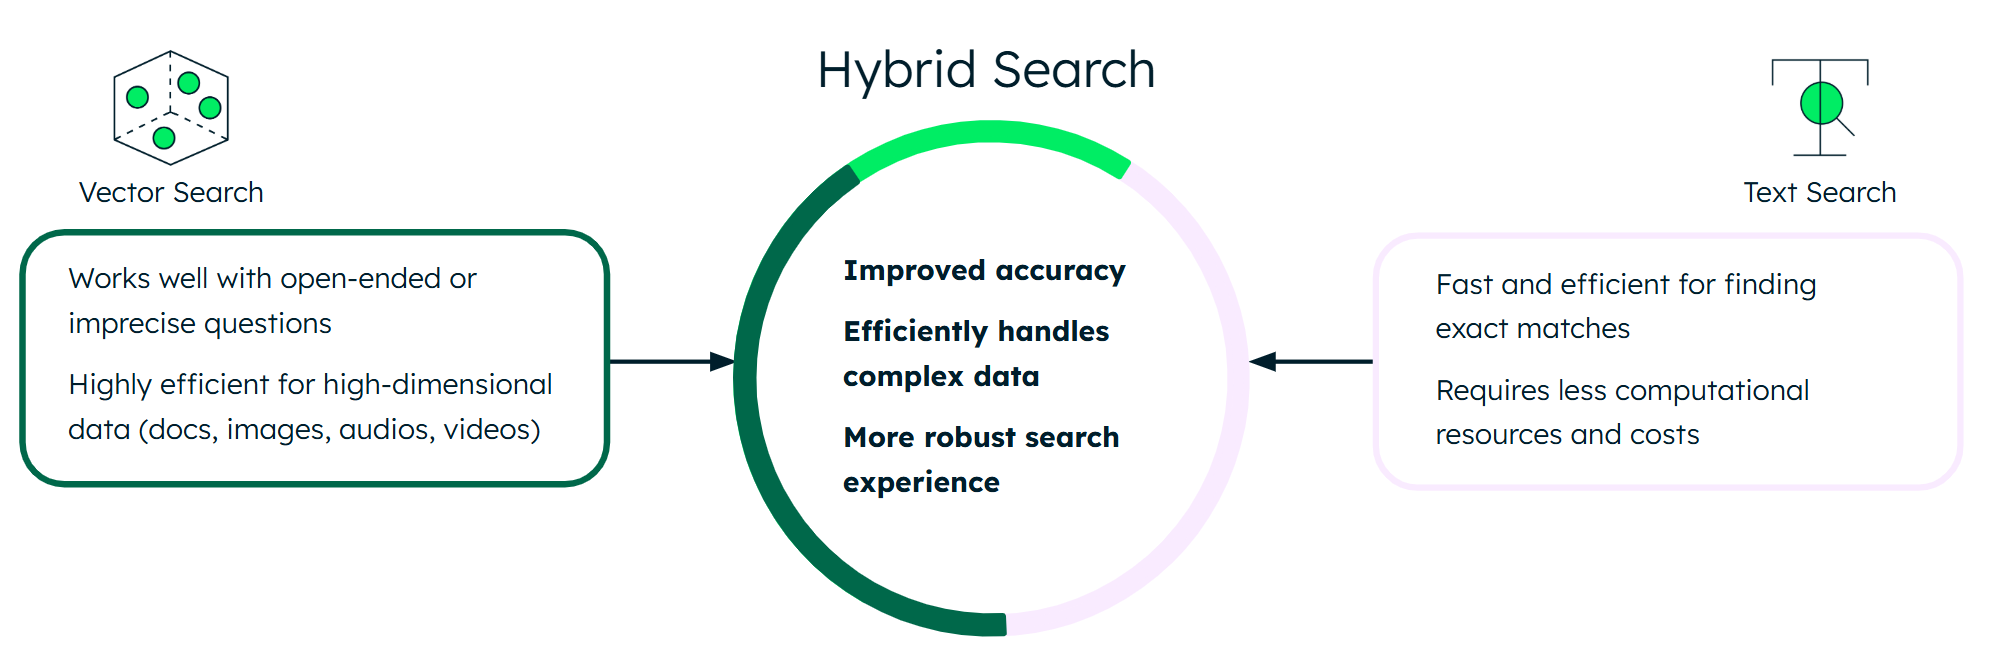 Hybrid Search
Vector Search
Works well with open-ended or
imprecise questions
Highly efficient for high-dimensional
data (docs, images, audios, videos)
Improved accuracy
Efficiently handles
complex data
More robust search
experience
Text Search
Fast and efficient for finding
exact matches
Requires less computational
resources and costs